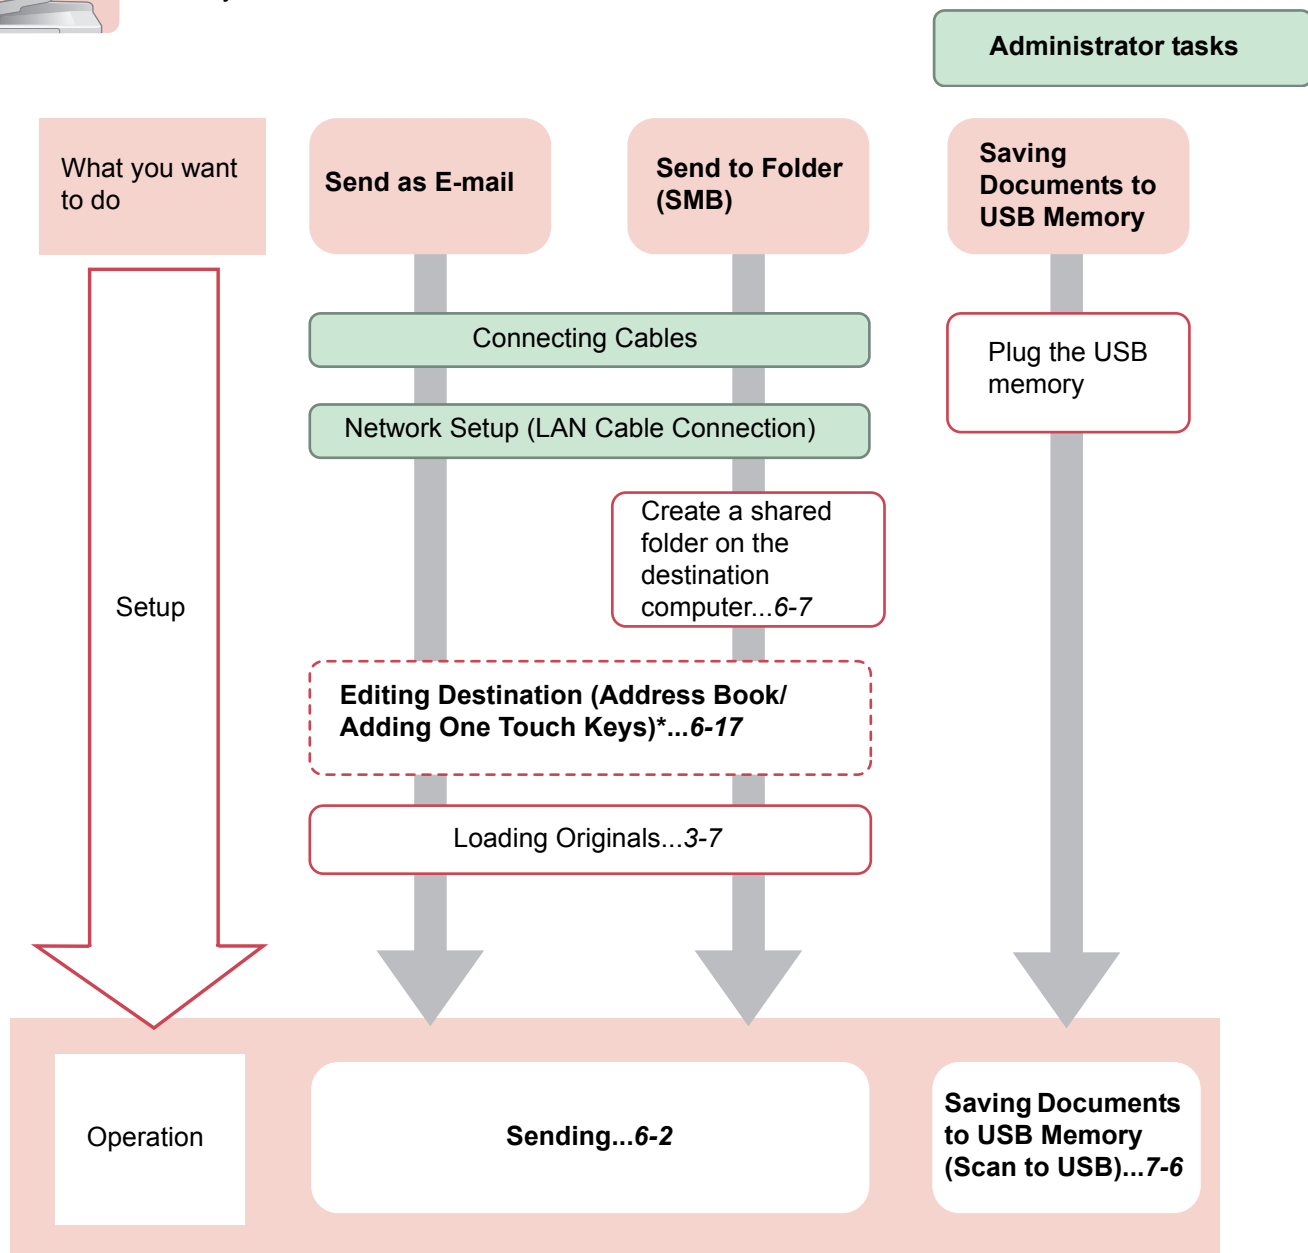 Administrator tasks
What you want
to do
Send as E-mail
Send to Folder
(SMB)
Saving
Documents to
USB Memory
Connecting Cables
Plug the USB
memory
Network Setup (LAN Cable Connection)
Create a shared
folder on the
destination
computer...6-7
Setup
Editing Destination (Address Book/
Adding One Touch Keys)*...6-17
Loading Originals...3-7
Operation
Sending...6-2
Saving Documents
to USB Memory
(Scan to USB)...7-6